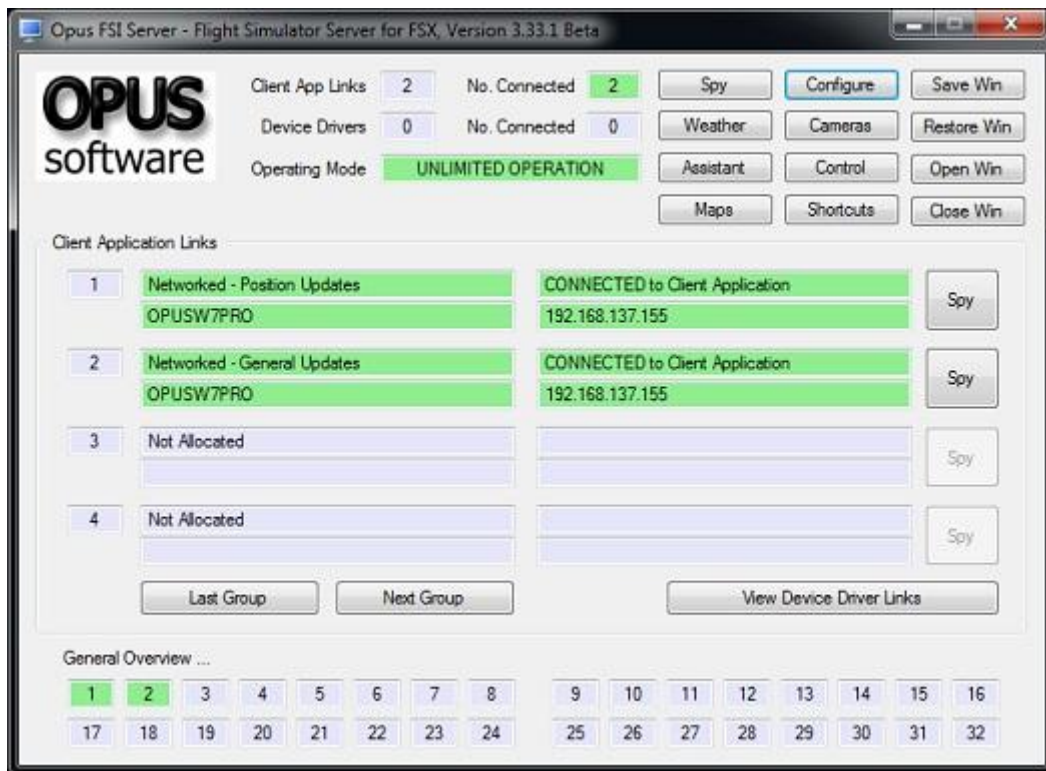 Opus FSI Server - Flight Simulator Server for FSX, Version 3.33.1 Beta
OPUS
software
Client App Links 2 No. Connected 2
Device Drivers 0 No. Connected 0
Operating Mode UNLIMITED OPERATION
Spy Configure Save Win
Weather Cameras Restore Win
Assistant Control Open Win
Maps Shortcuts Close Win
Client Application Links
1 Networked - Position Updates CONNECTED to Client Application
OPUSW7PRO 192.168.137.155
Spy
2 Networked - General Updates CONNECTED to Client Application
OPUSW7PRO 192.168.137.155
Spy
3 Not Allocated
Spy
4 Not Allocated
Spy
Last Group Next Group View Device Driver Links
General Overview ...
1 2 3 4 5 6 7 8 9 10 11 12 13 14 15 16
17 18 19 20 21 22 23 24 25 26 27 28 29 30 31 32